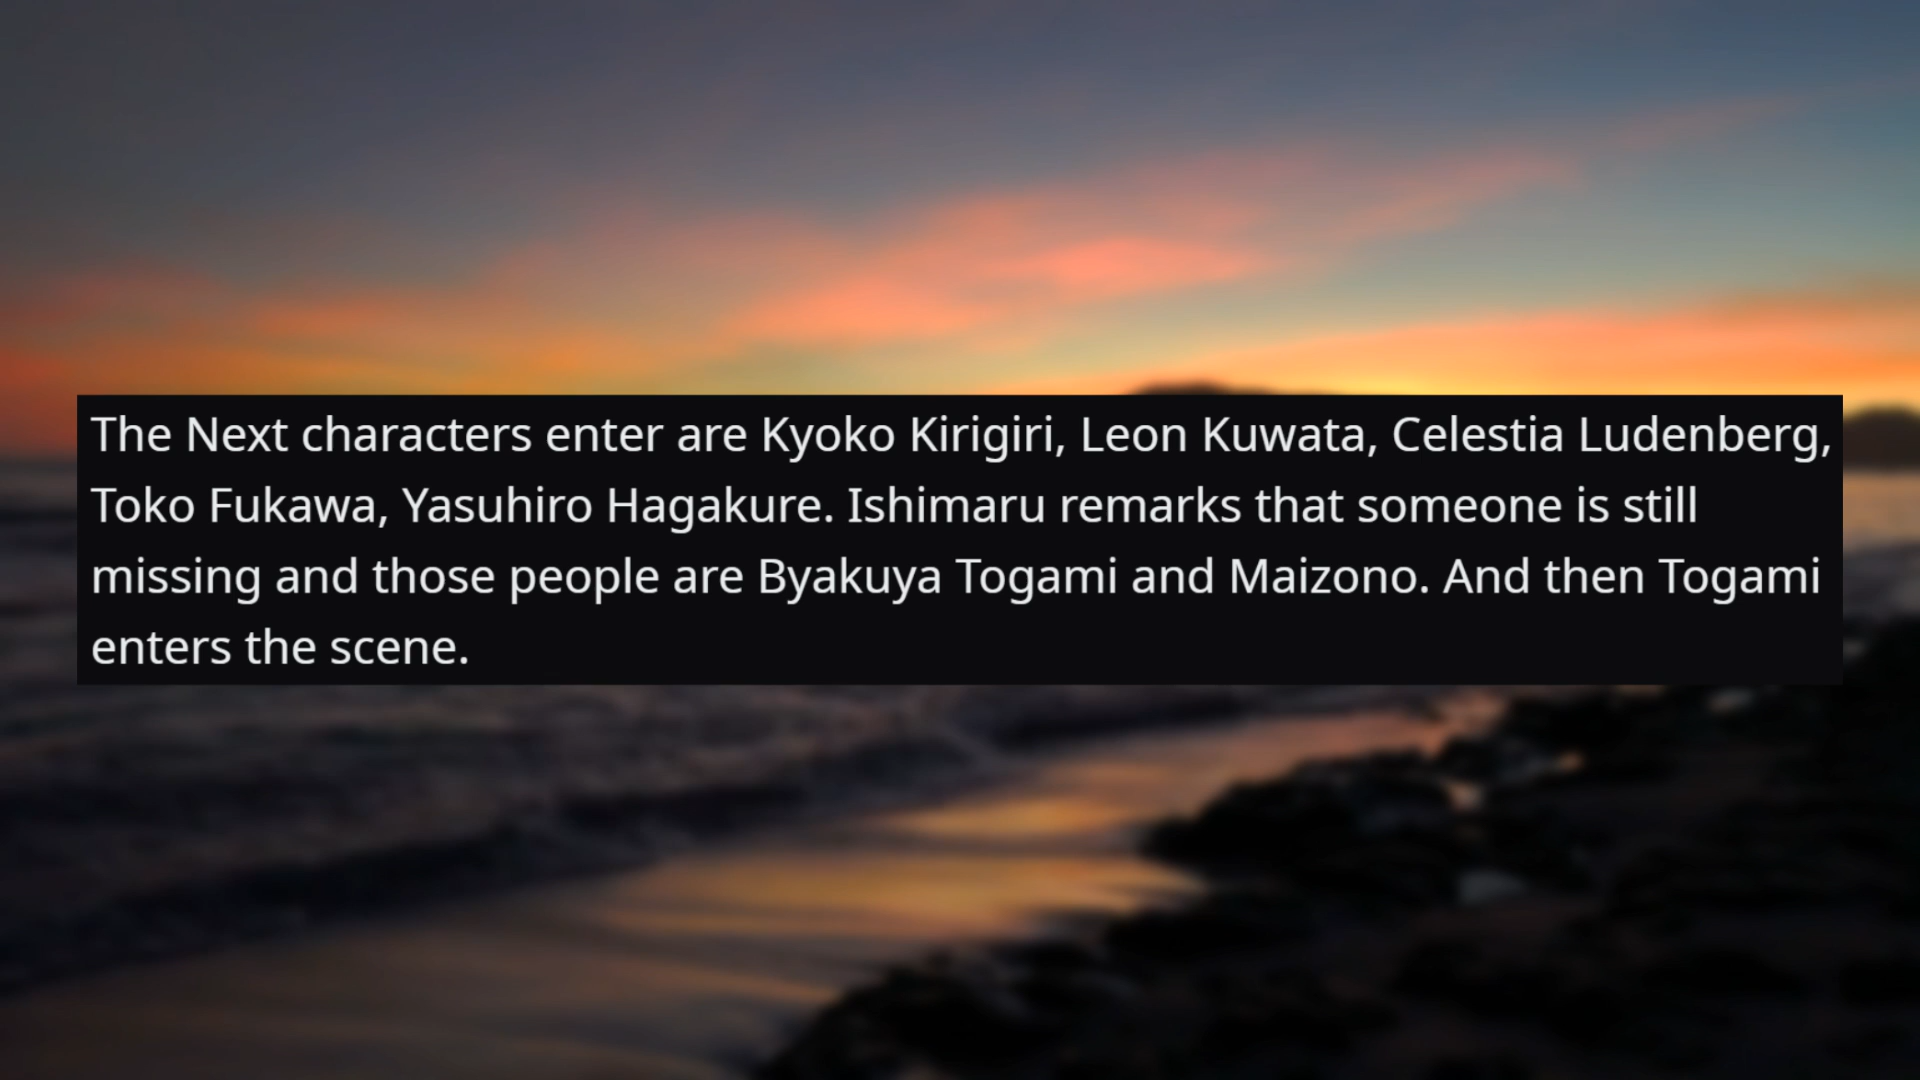 The Next characters enter are Kyoko Kirigiri, Leon Kuwata, Celestia Ludenberg,
Toko Fukawa, Yasuhiro Hagakure. Ishimaru remarks that someone is still
missing and those people are Byakuya Togami and Maizono. And then Togami
enters the scene.